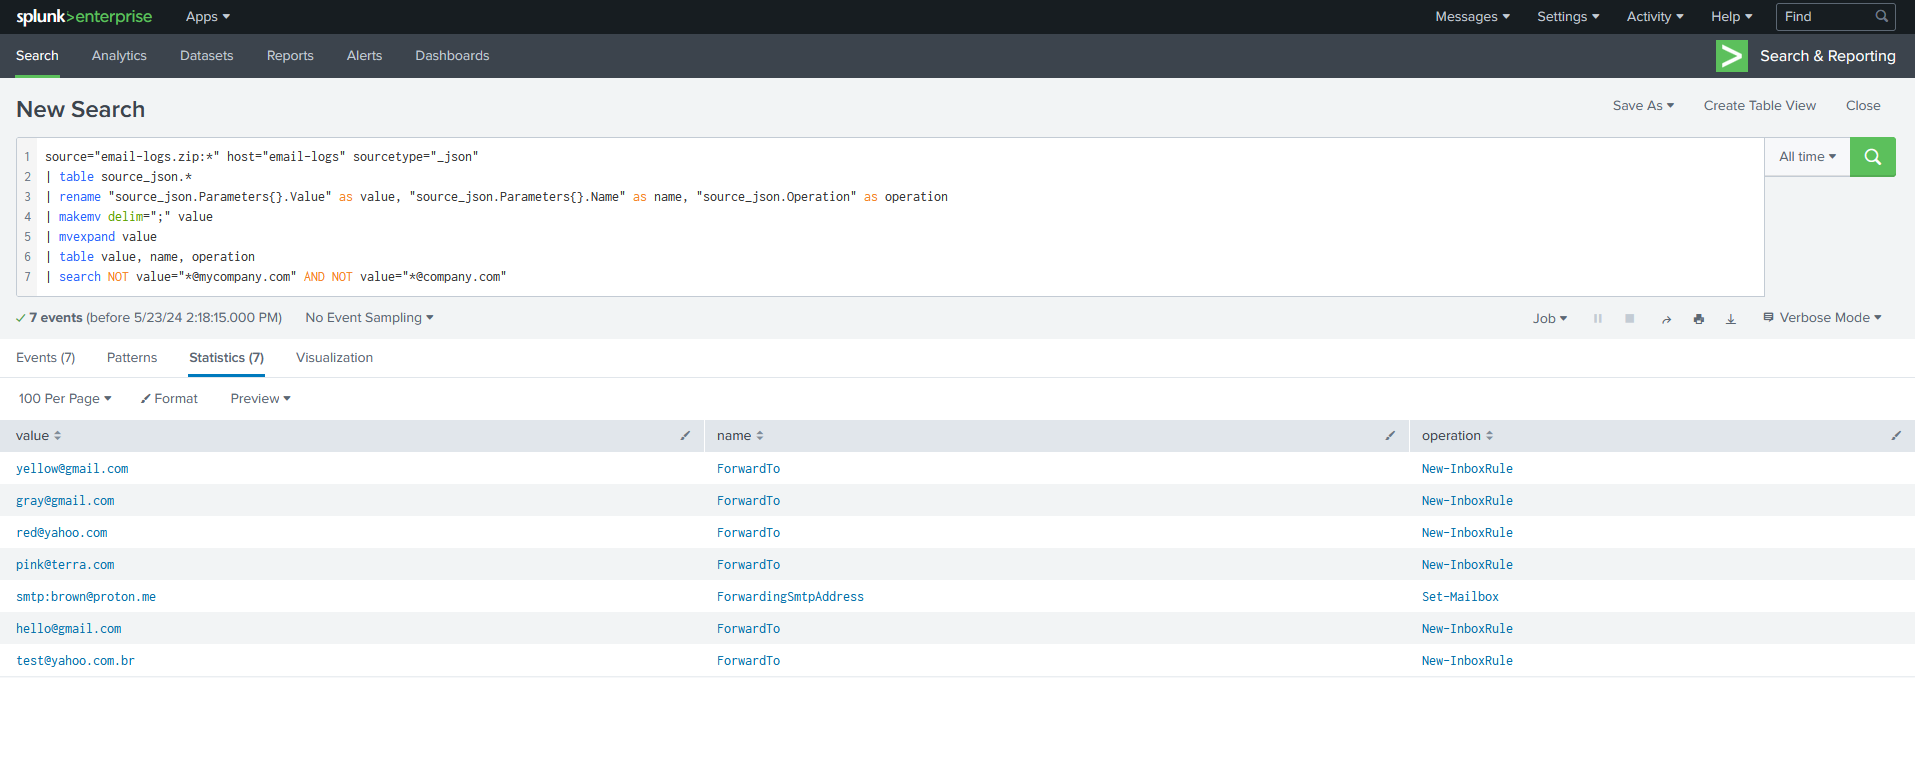 splunk>enterprise Apps Messages Settings Activity Help Find
Search Analytics Datasets Reports Alerts Dashboards Search & Reporting
New Search Save As Create Table View Close
1 source="email-logs.zip:*" host="email-logs" sourcetype="_json" All time
2 | table source_json.*
3 | rename "source_json.Parameters{}.Value" as value, "source_json.Parameters{}.Name" as name, "source_json.Operation" as operation
4 | makemv delim=";" value
5 | mvexpand value
6 | table value, name, operation
7 | search NOT value="*@mycompany.com" AND NOT value="*@company.com"
7 events (before 5/23/24 2:18:15.000 PM) No Event Sampling Job Verbose Mode
Events (7) Patterns Statistics (7) Visualization
100 Per Page Format Preview
value name operation
yellow@gmail.com ForwardTo New-InboxRule
gray@gmail.com ForwardTo New-InboxRule
red@yahoo.com ForwardTo New-InboxRule
pink@terra.com ForwardTo New-InboxRule
smtp:brown@proton.me ForwardingSmtpAddress Set-Mailbox
hello@gmail.com ForwardTo New-InboxRule
test@yahoo.com.br ForwardTo New-InboxRule